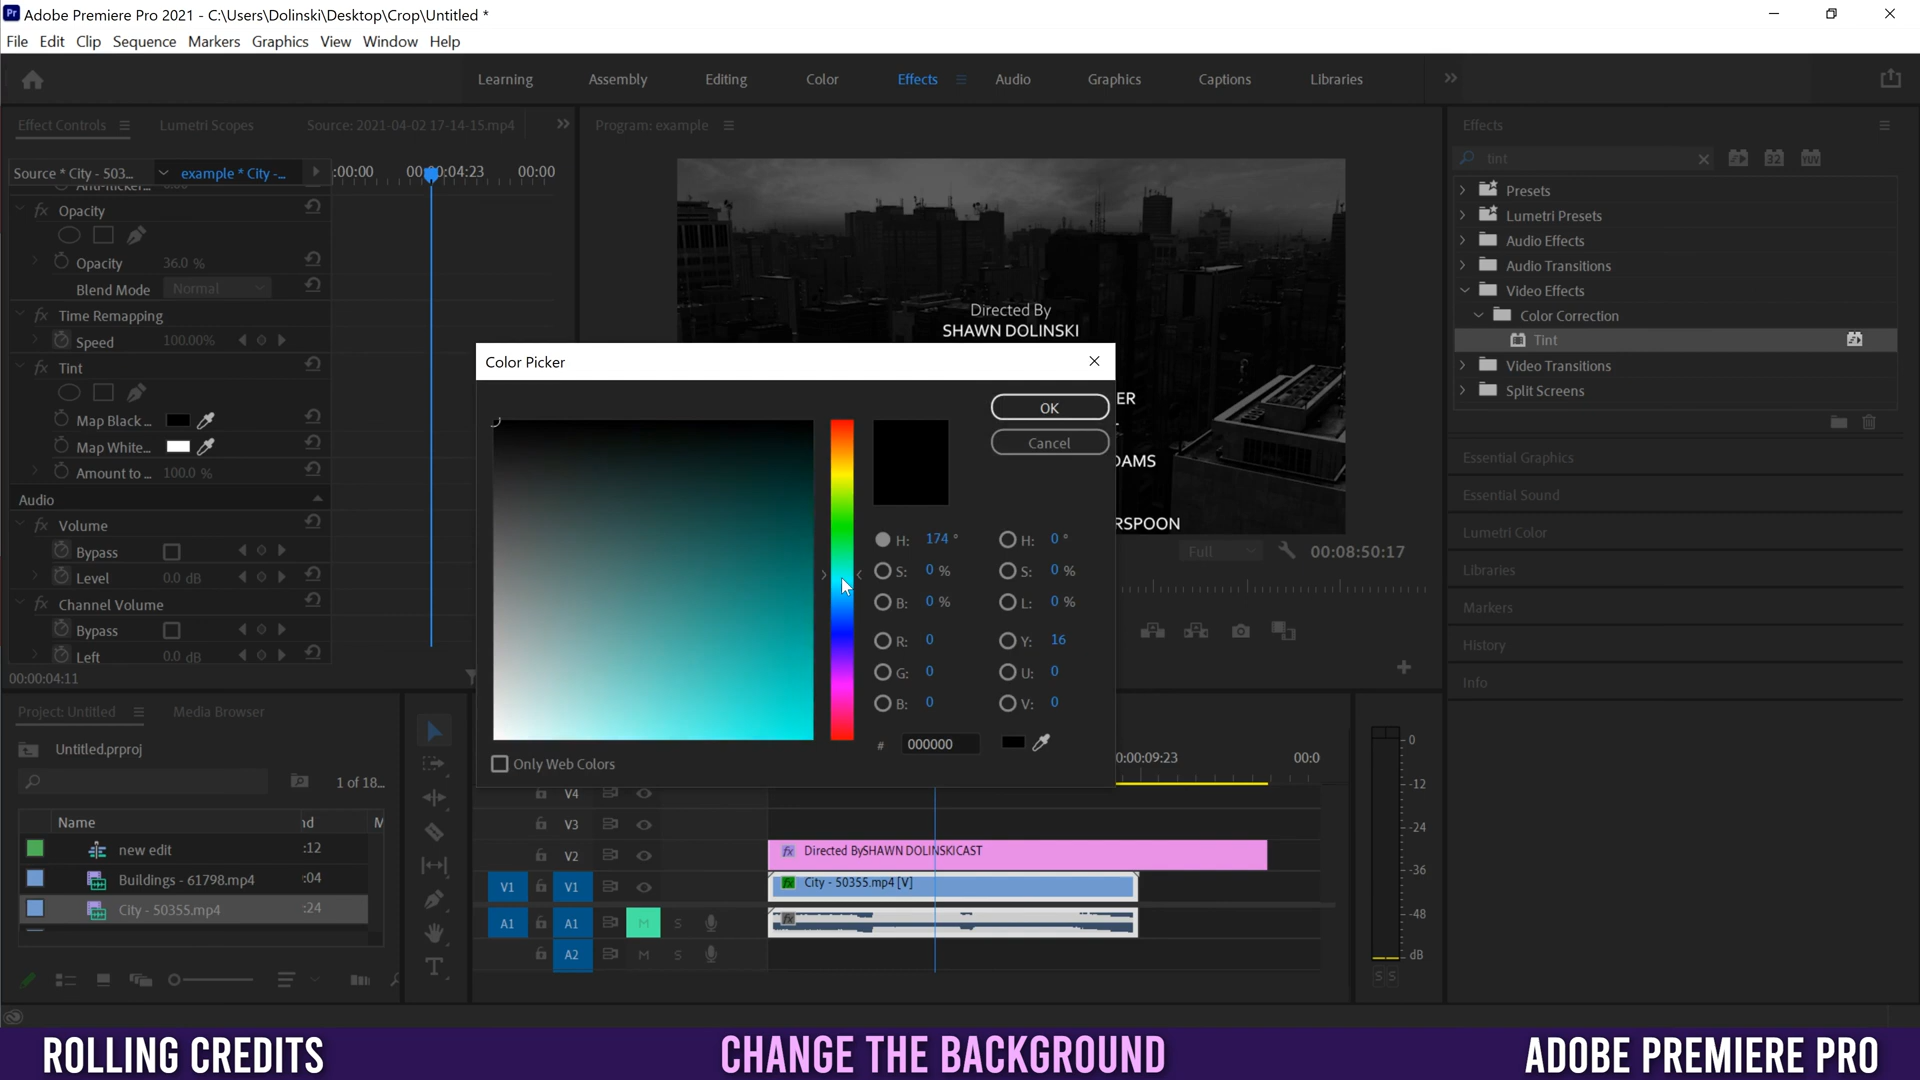 Adobe Premiere Pro 2021 - C:\Users\Dolinski\Desktop\Crop\Untitled *
File Edit Clip Sequence Markers Graphics View Window Help
Learning Assembly Editing Color Effects Audio Graphics Captions Libraries
Effect Controls Lumetri Scopes Source: 2021-04-02 17-14-15.mp4
Program: example
Effects
Source * City - 503... example * City -... :00:00 00:00:04:23 00:00
Opacity
Opacity 36.0 %
Blend Mode Normal
Time Remapping
Speed 100.00%
Tint
Map Black ...
Map White...
Amount to ... 100.0 %
Audio
Volume
Bypass
Level 0.0 dB
Channel Volume
Bypass
Left 0.0 dB
00:00:04:11
Directed By
SHAWN DOLINSKI
ER
DAMS
RSPOON
Full 00:08:50:17
Color Picker
OK
Cancel
H: 174 ° H: 0 °
S: 0 % S: 0 %
B: 0 % L: 0 %
R: 0 Y: 16
G: 0 U: 0
B: 0 V: 0
# 000000
Only Web Colors
tint
32 YUV
Presets
Lumetri Presets
Audio Effects
Audio Transitions
Video Effects
Color Correction
Tint
Video Transitions
Split Screens
Essential Graphics
Essential Sound
Lumetri Color
Libraries
Markers
History
Info
Project: Untitled Media Browser
Untitled.prproj
1 of 18...
Name nd M
new edit :12
Buildings - 61798.mp4 :04
City - 50355.mp4 :24
0:00:09:23 00:0
V4
V3
V2 Directed BySHAWN DOLINSKICAST
V1 V1 City - 50355.mp4 [V]
A1 A1 M S
A2 M S
0
-12
-24
-36
-48
dB
S S
ROLLING CREDITS
CHANGE THE BACKGROUND
ADOBE PREMIERE PRO